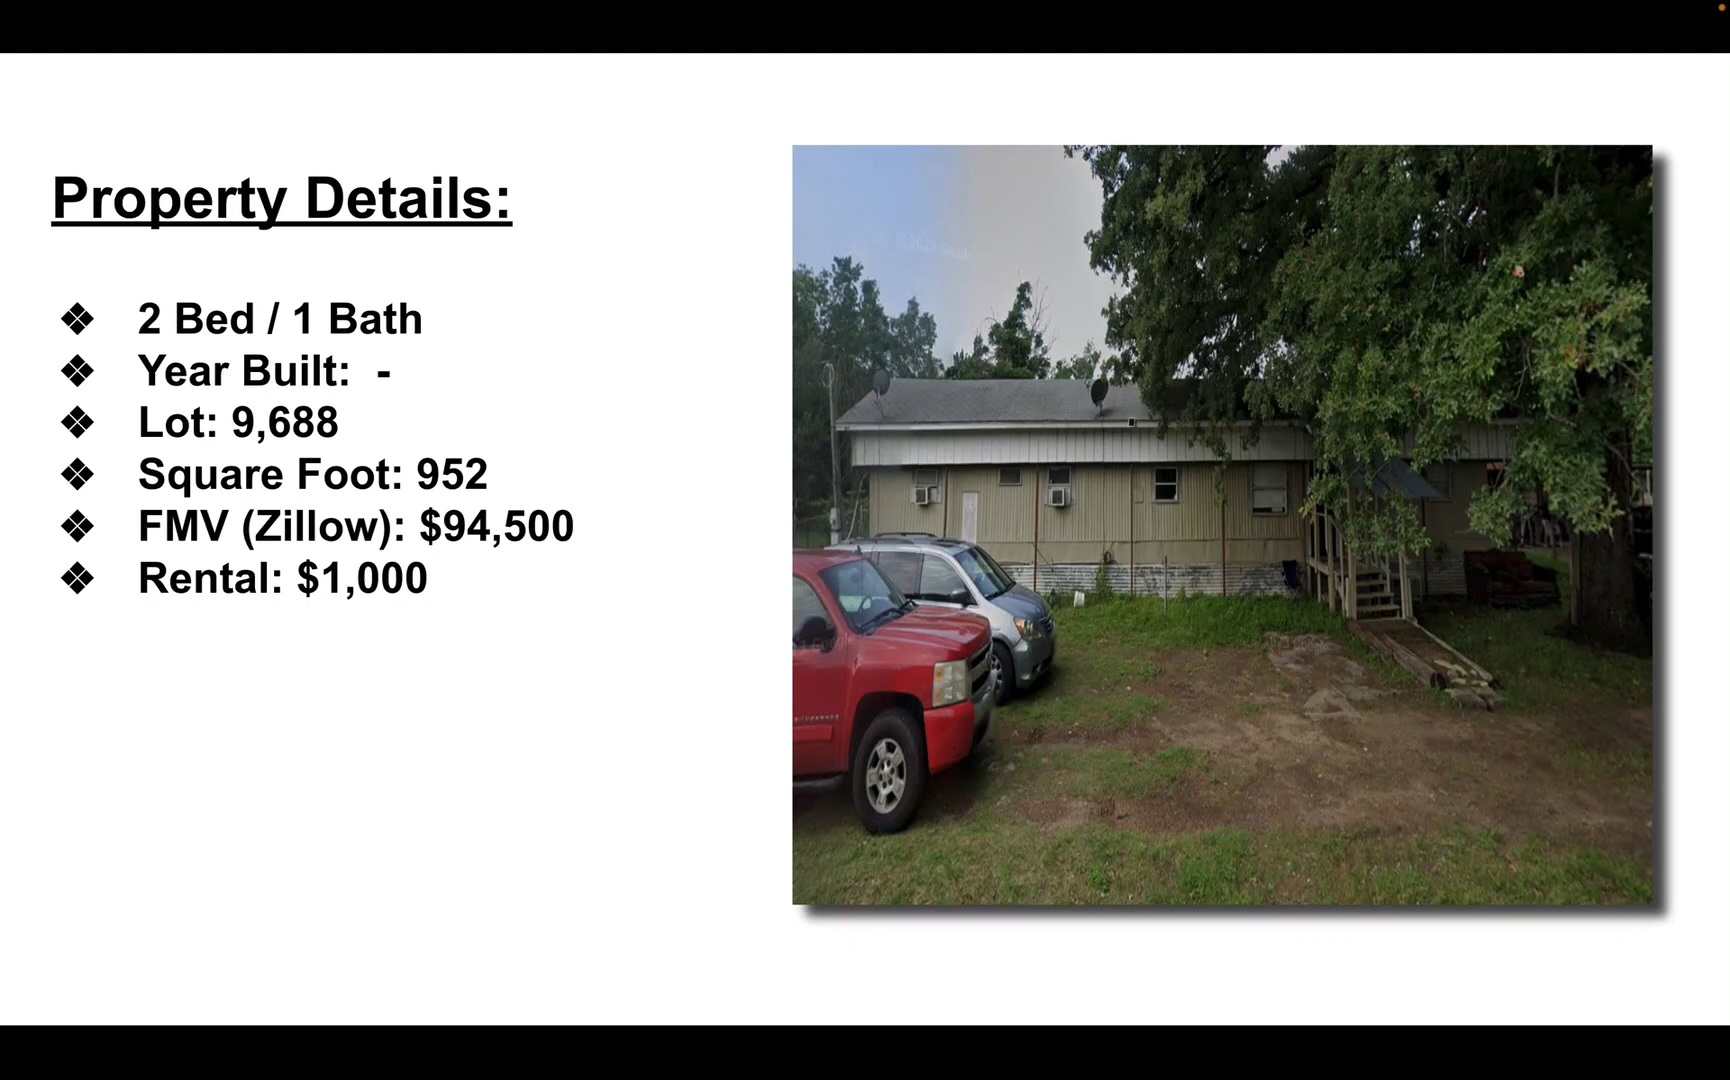 Property Details:
❖ 2 Bed / 1 Bath
❖ Year Built: -
❖ Lot: 9,688
❖ Square Foot: 952
❖ FMV (Zillow): $94,500
❖ Rental: $1,000